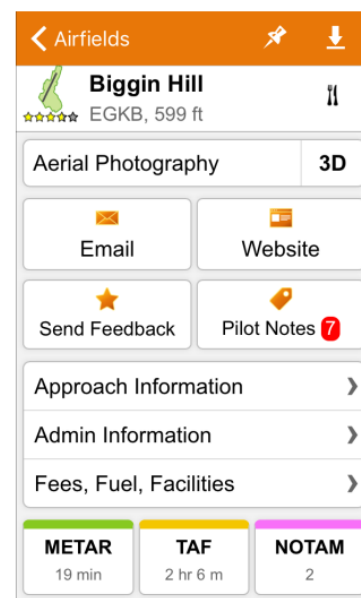 Airfields
Biggin Hill
EGKB, 599 ft
Aerial Photography 3D
Email Website
Send Feedback Pilot Notes 7
Approach Information
Admin Information
Fees, Fuel, Facilities
METAR TAF NOTAM
19 min 2 hr 6 m 2